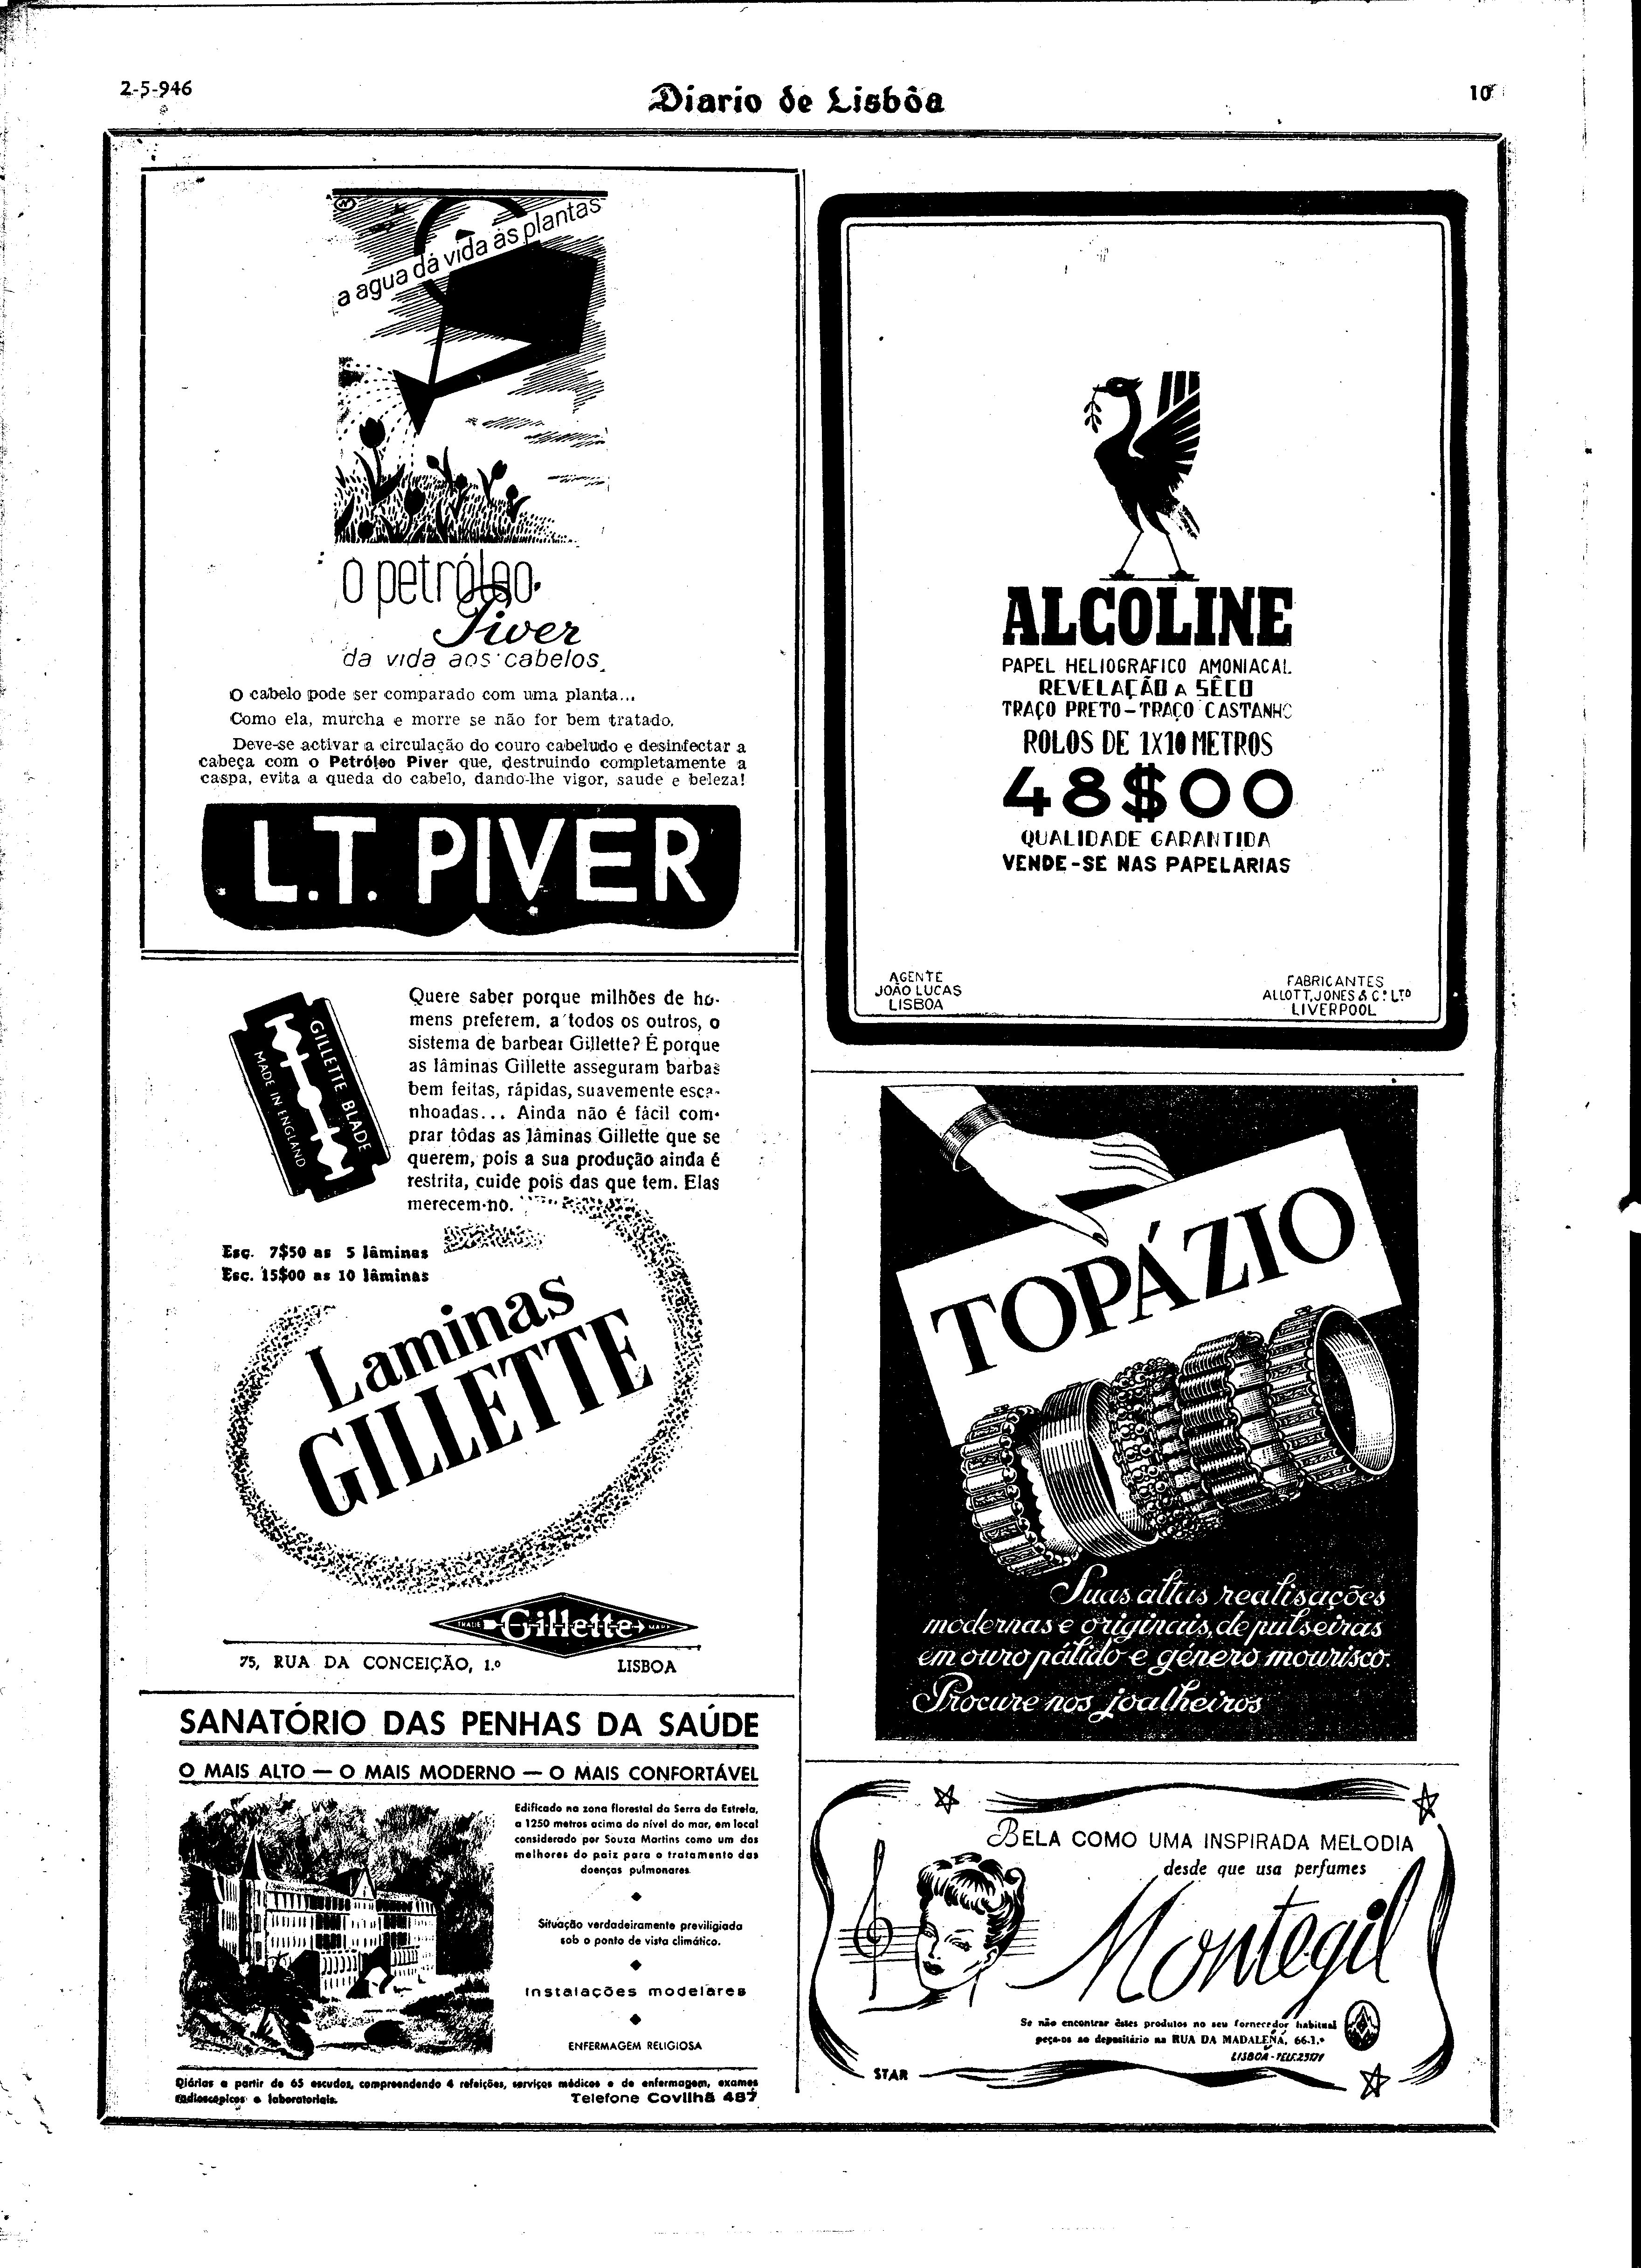 2-5-946
Diario de Lisbôa
10
a agua dá vida ás plantas
o petróleo
Piver
da vida aos cabelos
O cabelo pode ser comparado com uma planta...
Como ela, murcha e morre se não for bem tratado.
Deve-se activar a circulação do couro cabeludo e desinfectar a
cabeça com o Petróleo Piver que, destruindo completamente a
caspa, evita a queda do cabelo, dando-lhe vigor, saude e beleza!
L.T. PIVER
GILLETTE BLADE
MADE IN ENGLAND
Quere saber porque milhões de ho-
mens preferem, a todos os outros, o
sistema de barbear Gillette? É porque
as lâminas Gillette asseguram barbas
bem feitas, rápidas, suavemente esca-
nhoadas... Ainda não é fácil com-
prar tôdas as lâminas Gillette que se
querem, pois a sua produção ainda é
restrita, cuide pois das que tem. Elas
merecem-no.
Esc. 7$50 as 5 lâminas
Esc. 15$00 as 10 lâminas
Laminas
GILLETTE
TRADE Gillette MARK
75, RUA DA CONCEIÇÃO, 1.º LISBOA
SANATÓRIO DAS PENHAS DA SAÚDE
O MAIS ALTO — O MAIS MODERNO — O MAIS CONFORTÁVEL
Edificado na zona florestal da Serra da Estrela,
a 1250 metros acima do nível do mar, em local
considerado por Souza Martins como um dos
melhores do paiz para o tratamento das
doenças pulmonares
Situação verdadeiramente previligiada
sob o ponto de vista climático.
Instalações modelares
ENFERMAGEM RELIGIOSA
Diárias a partir de 65 escudos, compreendendo 4 refeições, serviços médicos e de enfermagem, exames
radioscópicos e laboratoriais. Telefone Covilhã 487
ALCOLINE
PAPEL HELIOGRAFICO AMONIACAL
REVELAÇÃO A SÊCO
TRAÇO PRETO-TRAÇO CASTANHO
ROLOS DE 1X10 METROS
48$00
QUALIDADE GARANTIDA
VENDE-SE NAS PAPELARIAS
AGENTE
JOÃO LUCAS
LISBOA
FABRICANTES
ALLOTT, JONES & Cº LTD
LIVERPOOL
TOPÁZIO
Suas altas realisações
modernas e originais, de pulseiras
em ouro pálido e género mourisco.
Procure nos joalheiros
BELA COMO UMA INSPIRADA MELODIA
desde que usa perfumes
Montegil
Se não encontrar êstes produtos no seu fornecedor habitual
peça-os ao depositário na RUA DA MADALENA, 66-1.º
LISBOA - TELF. 25171
STAR